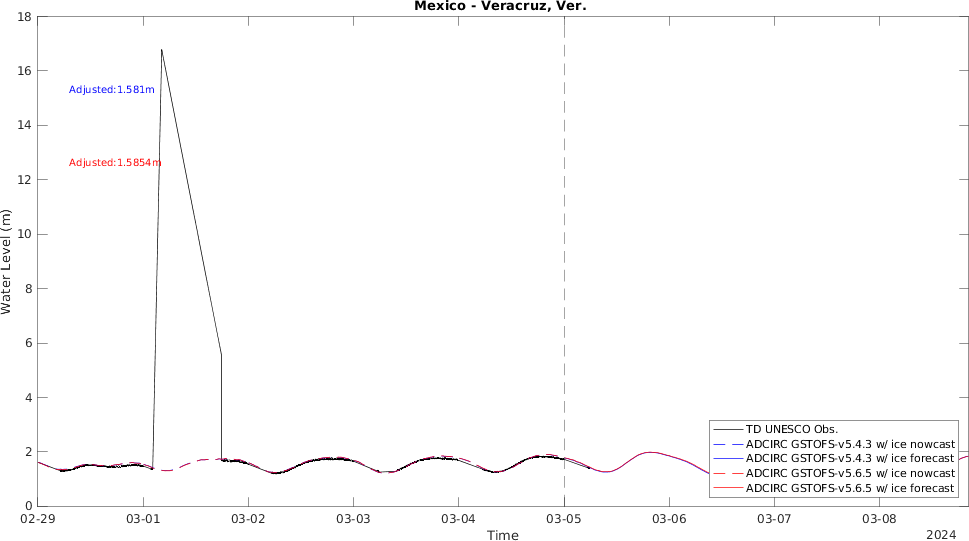 Mexico - Veracruz, Ver.
18
16
14
12
10
8
6
4
2
0
Water Level (m)
Adjusted:1.581m
Adjusted:1.5854m
TD UNESCO Obs.
ADCIRC GSTOFS-v5.4.3 w/ ice nowcast
ADCIRC GSTOFS-v5.4.3 w/ ice forecast
ADCIRC GSTOFS-v5.6.5 w/ ice nowcast
ADCIRC GSTOFS-v5.6.5 w/ ice forecast
02-29 03-01 03-02 03-03 03-04 03-05 03-06 03-07 03-08
Time
2024